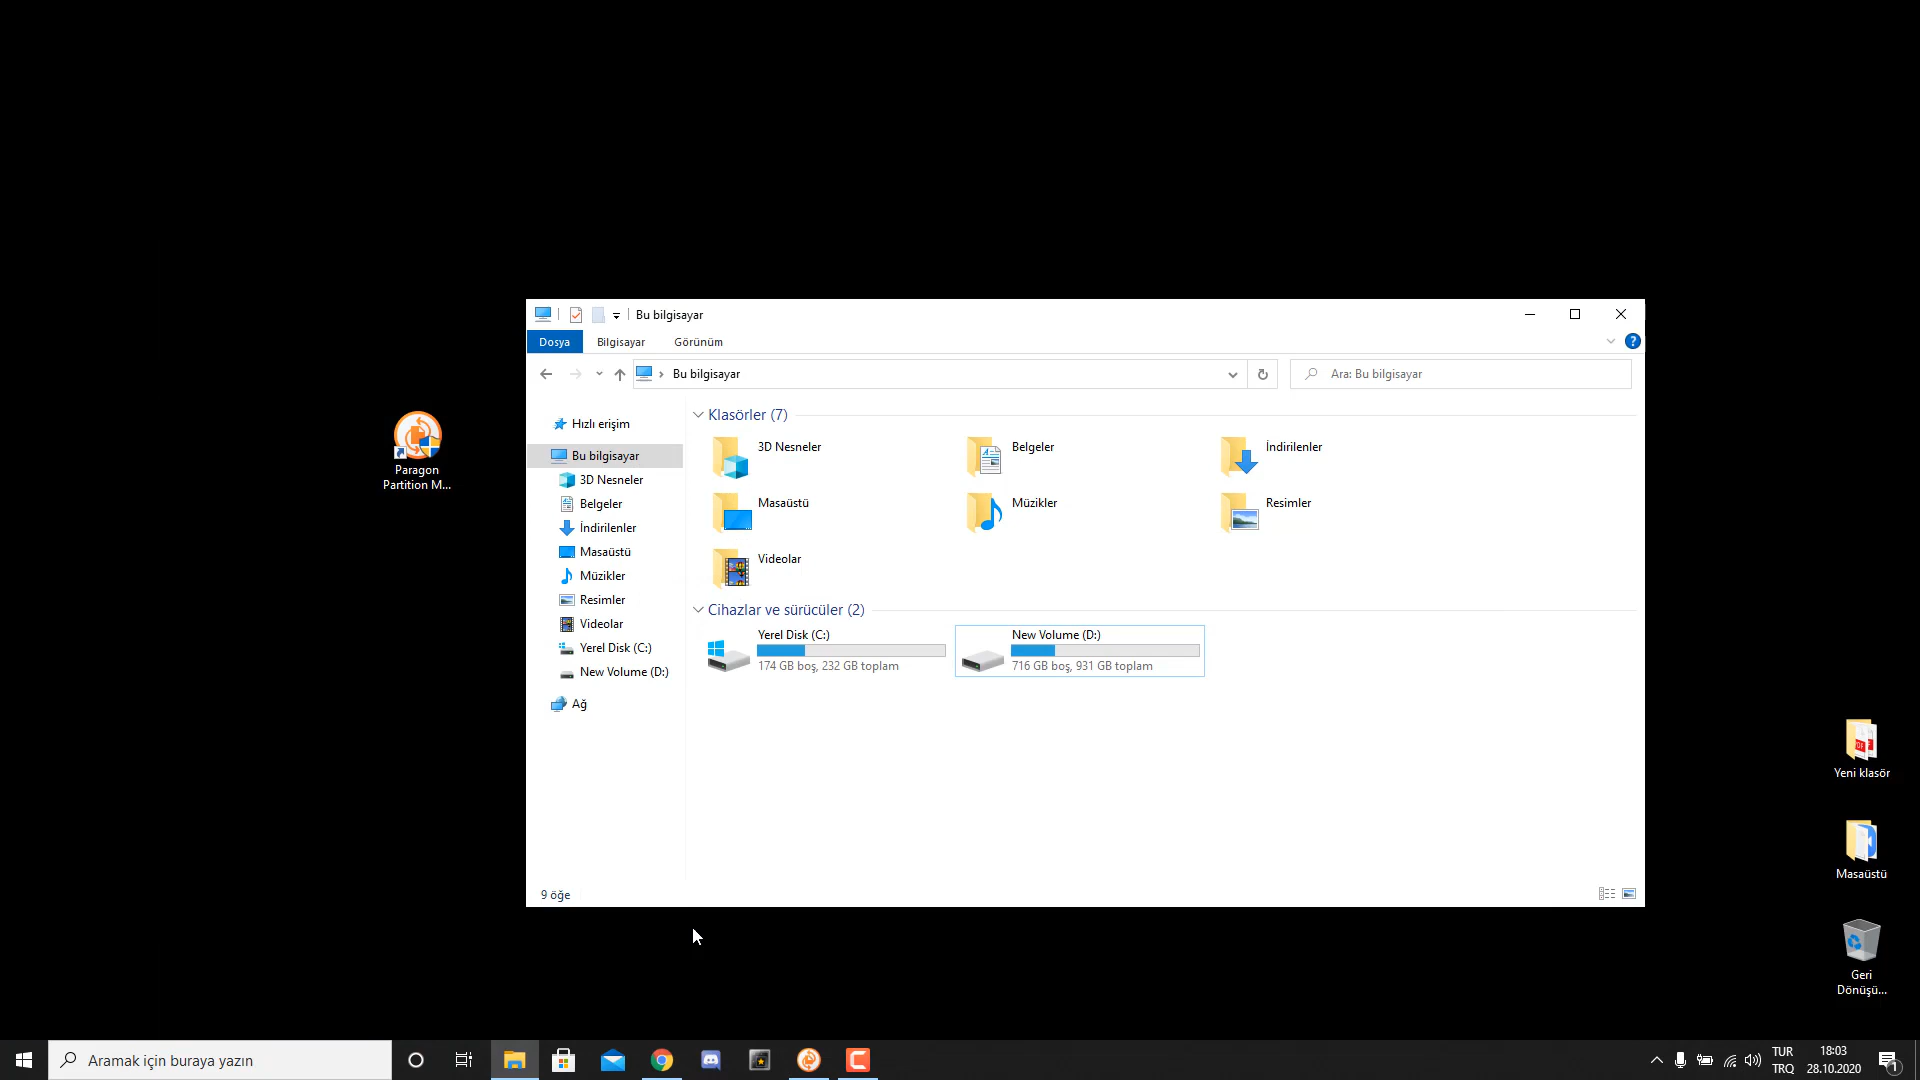 Paragon
Partition M...
Bu bilgisayar
Dosya
Bilgisayar
Görünüm
?
Bu bilgisayar
Ara: Bu bilgisayar
Hızlı erişim
Bu bilgisayar
3D Nesneler
Belgeler
İndirilenler
Masaüstü
Müzikler
Resimler
Videolar
Yerel Disk (C:)
New Volume (D:)
Ağ
Klasörler (7)
3D Nesneler
Belgeler
İndirilenler
Masaüstü
Müzikler
Resimler
Videolar
Cihazlar ve sürücüler (2)
Yerel Disk (C:)
174 GB boş, 232 GB toplam
New Volume (D:)
716 GB boş, 931 GB toplam
9 öğe
Yeni klasör
Masaüstü
Geri
Dönüşü...
Aramak için buraya yazın
TUR
TRQ
18:03
28.10.2020
1